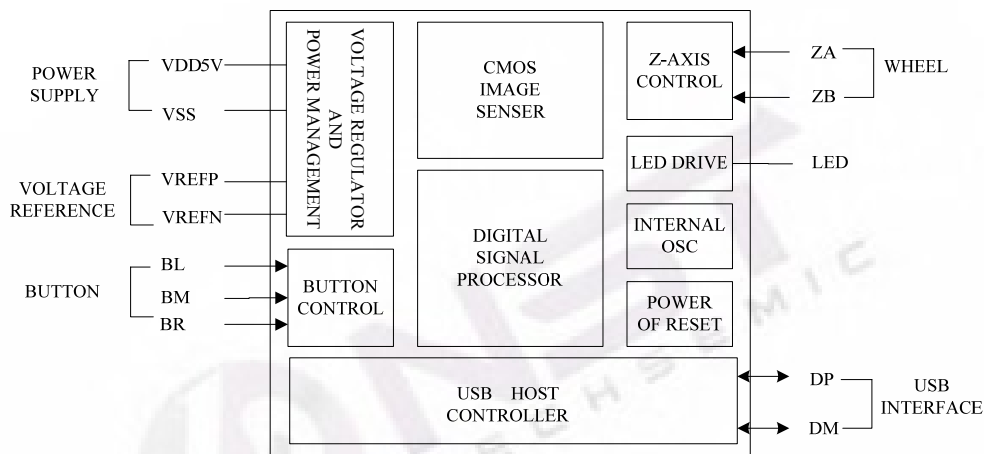 POWER
SUPPLY
VDD5V
VSS
VOLTAGE
REFERENCE
VREFP
VREFN
BUTTON
BL
BM
BR
VOLTAGE REGULATOR
AND
POWER MANAGEMENT
BUTTON
CONTROL
CMOS
IMAGE
SENSER
DIGITAL
SIGNAL
PROCESSOR
Z-AXIS
CONTROL
LED DRIVE
INTERNAL
OSC
POWER
OF RESET
USB HOST
CONTROLLER
ZA
ZB
WHEEL
LED
DP
DM
USB
INTERFACE